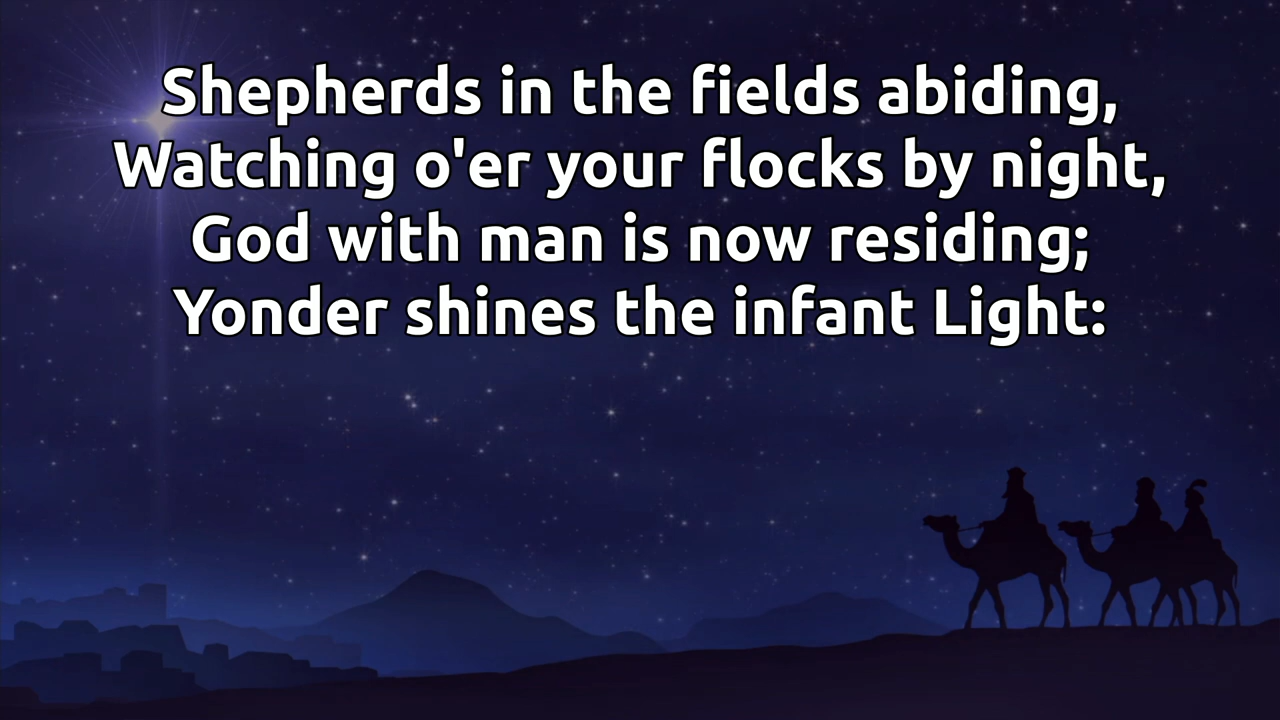 Shepherds in the fields abiding,
Watching o'er your flocks by night,
God with man is now residing;
Yonder shines the infant Light: